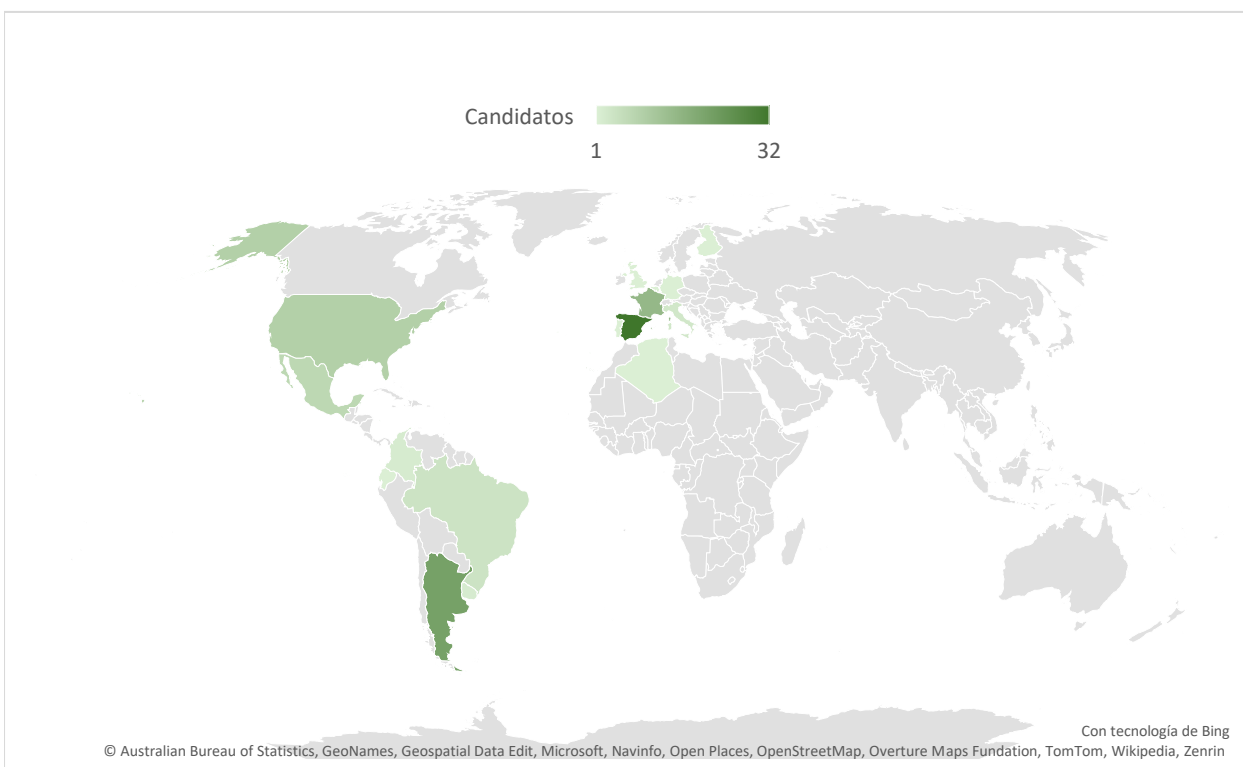 Candidatos
1 32
Con tecnología de Bing
© Australian Bureau of Statistics, GeoNames, Geospatial Data Edit, Microsoft, Navinfo, Open Places, OpenStreetMap, Overture Maps Fundation, TomTom, Wikipedia, Zenrin